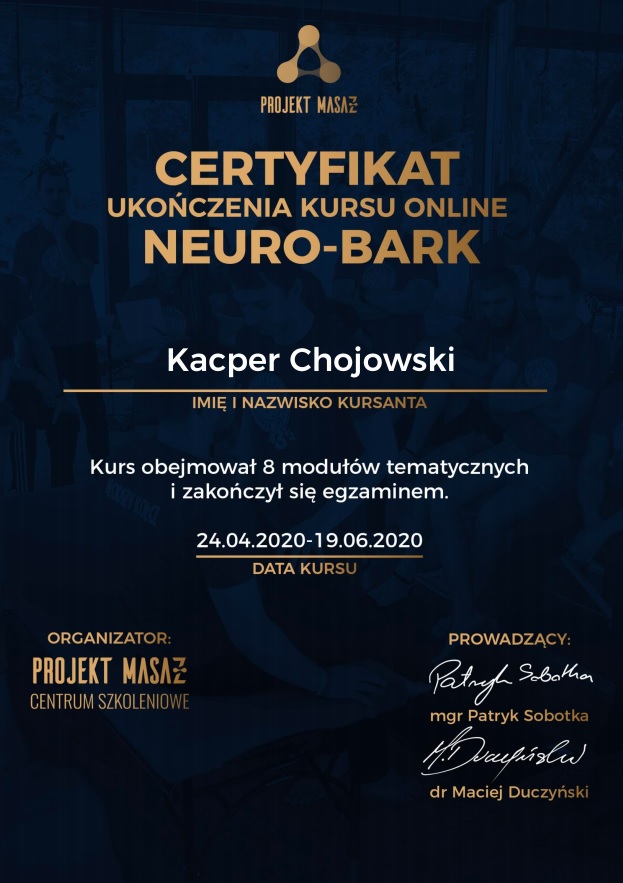 PROJEKT MASAŻ
CERTYFIKAT
UKOŃCZENIA KURSU ONLINE
NEURO-BARK
Kacper Chojowski
IMIĘ I NAZWISKO KURSANTA
Kurs obejmował 8 modułów tematycznych
i zakończył się egzaminem.
24.04.2020-19.06.2020
DATA KURSU
ORGANIZATOR:
PROJEKT MASAŻ
CENTRUM SZKOLENIOWE
PROWADZĄCY:
Patryk Sobotka
mgr Patryk Sobotka
M. Duczyński
dr Maciej Duczyński